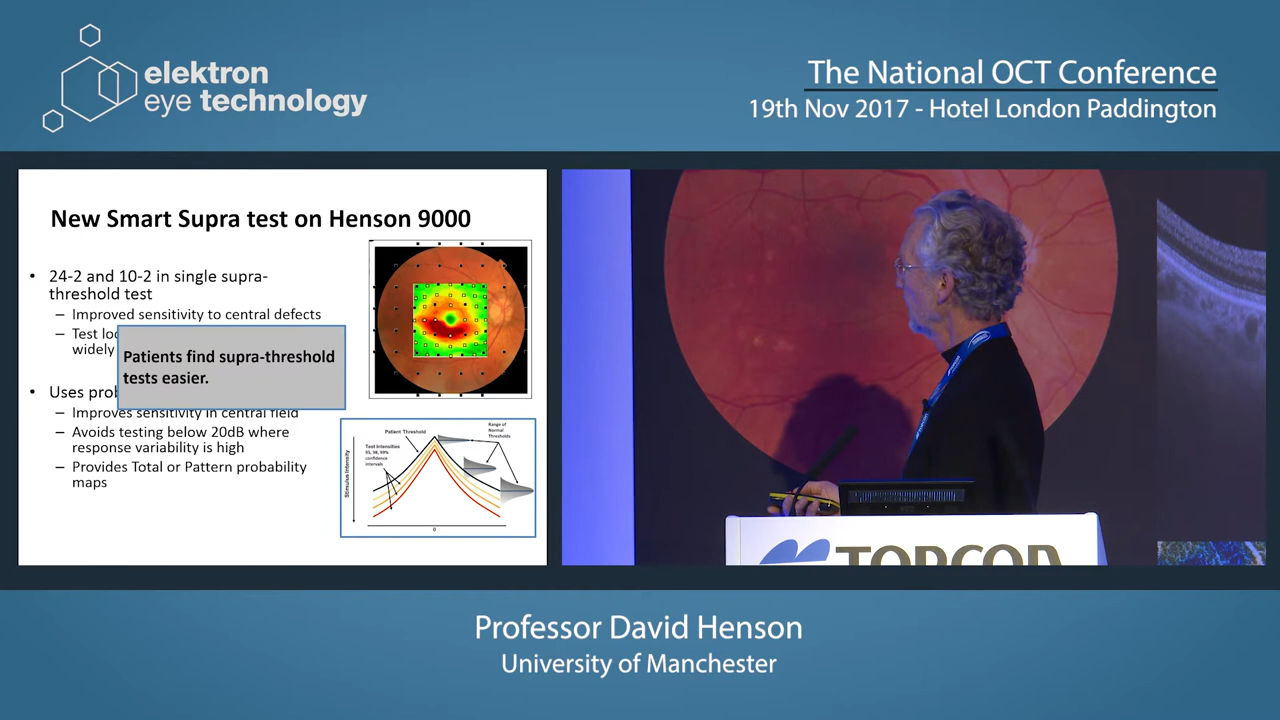 elektron
eye technology
The National OCT Conference
19th Nov 2017 - Hotel London Paddington
New Smart Supra test on Henson 9000
• 24-2 and 10-2 in single supra-
threshold test
– Improved sensitivity to central defects
– Test
widely
Patients find supra-threshold
tests easier.
• Uses
– Improves sensitivity in central field
– Avoids testing below 20dB where
response variability is high
– Provides Total or Pattern probability
maps
Patient Threshold
Range of
Normal
Thresholds
Test Intensities
95, 98, 99%
confidence
intervals
Stimulus Intensity
0
TOPCON
Professor David Henson
University of Manchester